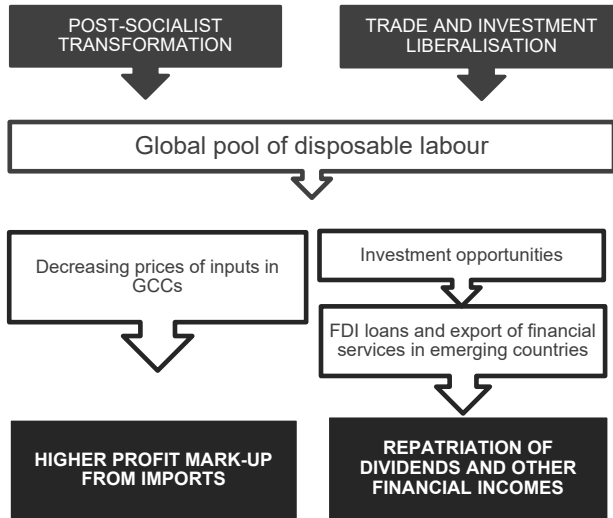 POST-SOCIALIST
TRANSFORMATION
TRADE AND INVESTMENT
LIBERALISATION
Global pool of disposable labour
Decreasing prices of inputs in
GCCs
Investment opportunities
FDI loans and export of financial
services in emerging countries
HIGHER PROFIT MARK-UP
FROM IMPORTS
REPATRIATION OF
DIVIDENDS AND OTHER
FINANCIAL INCOMES